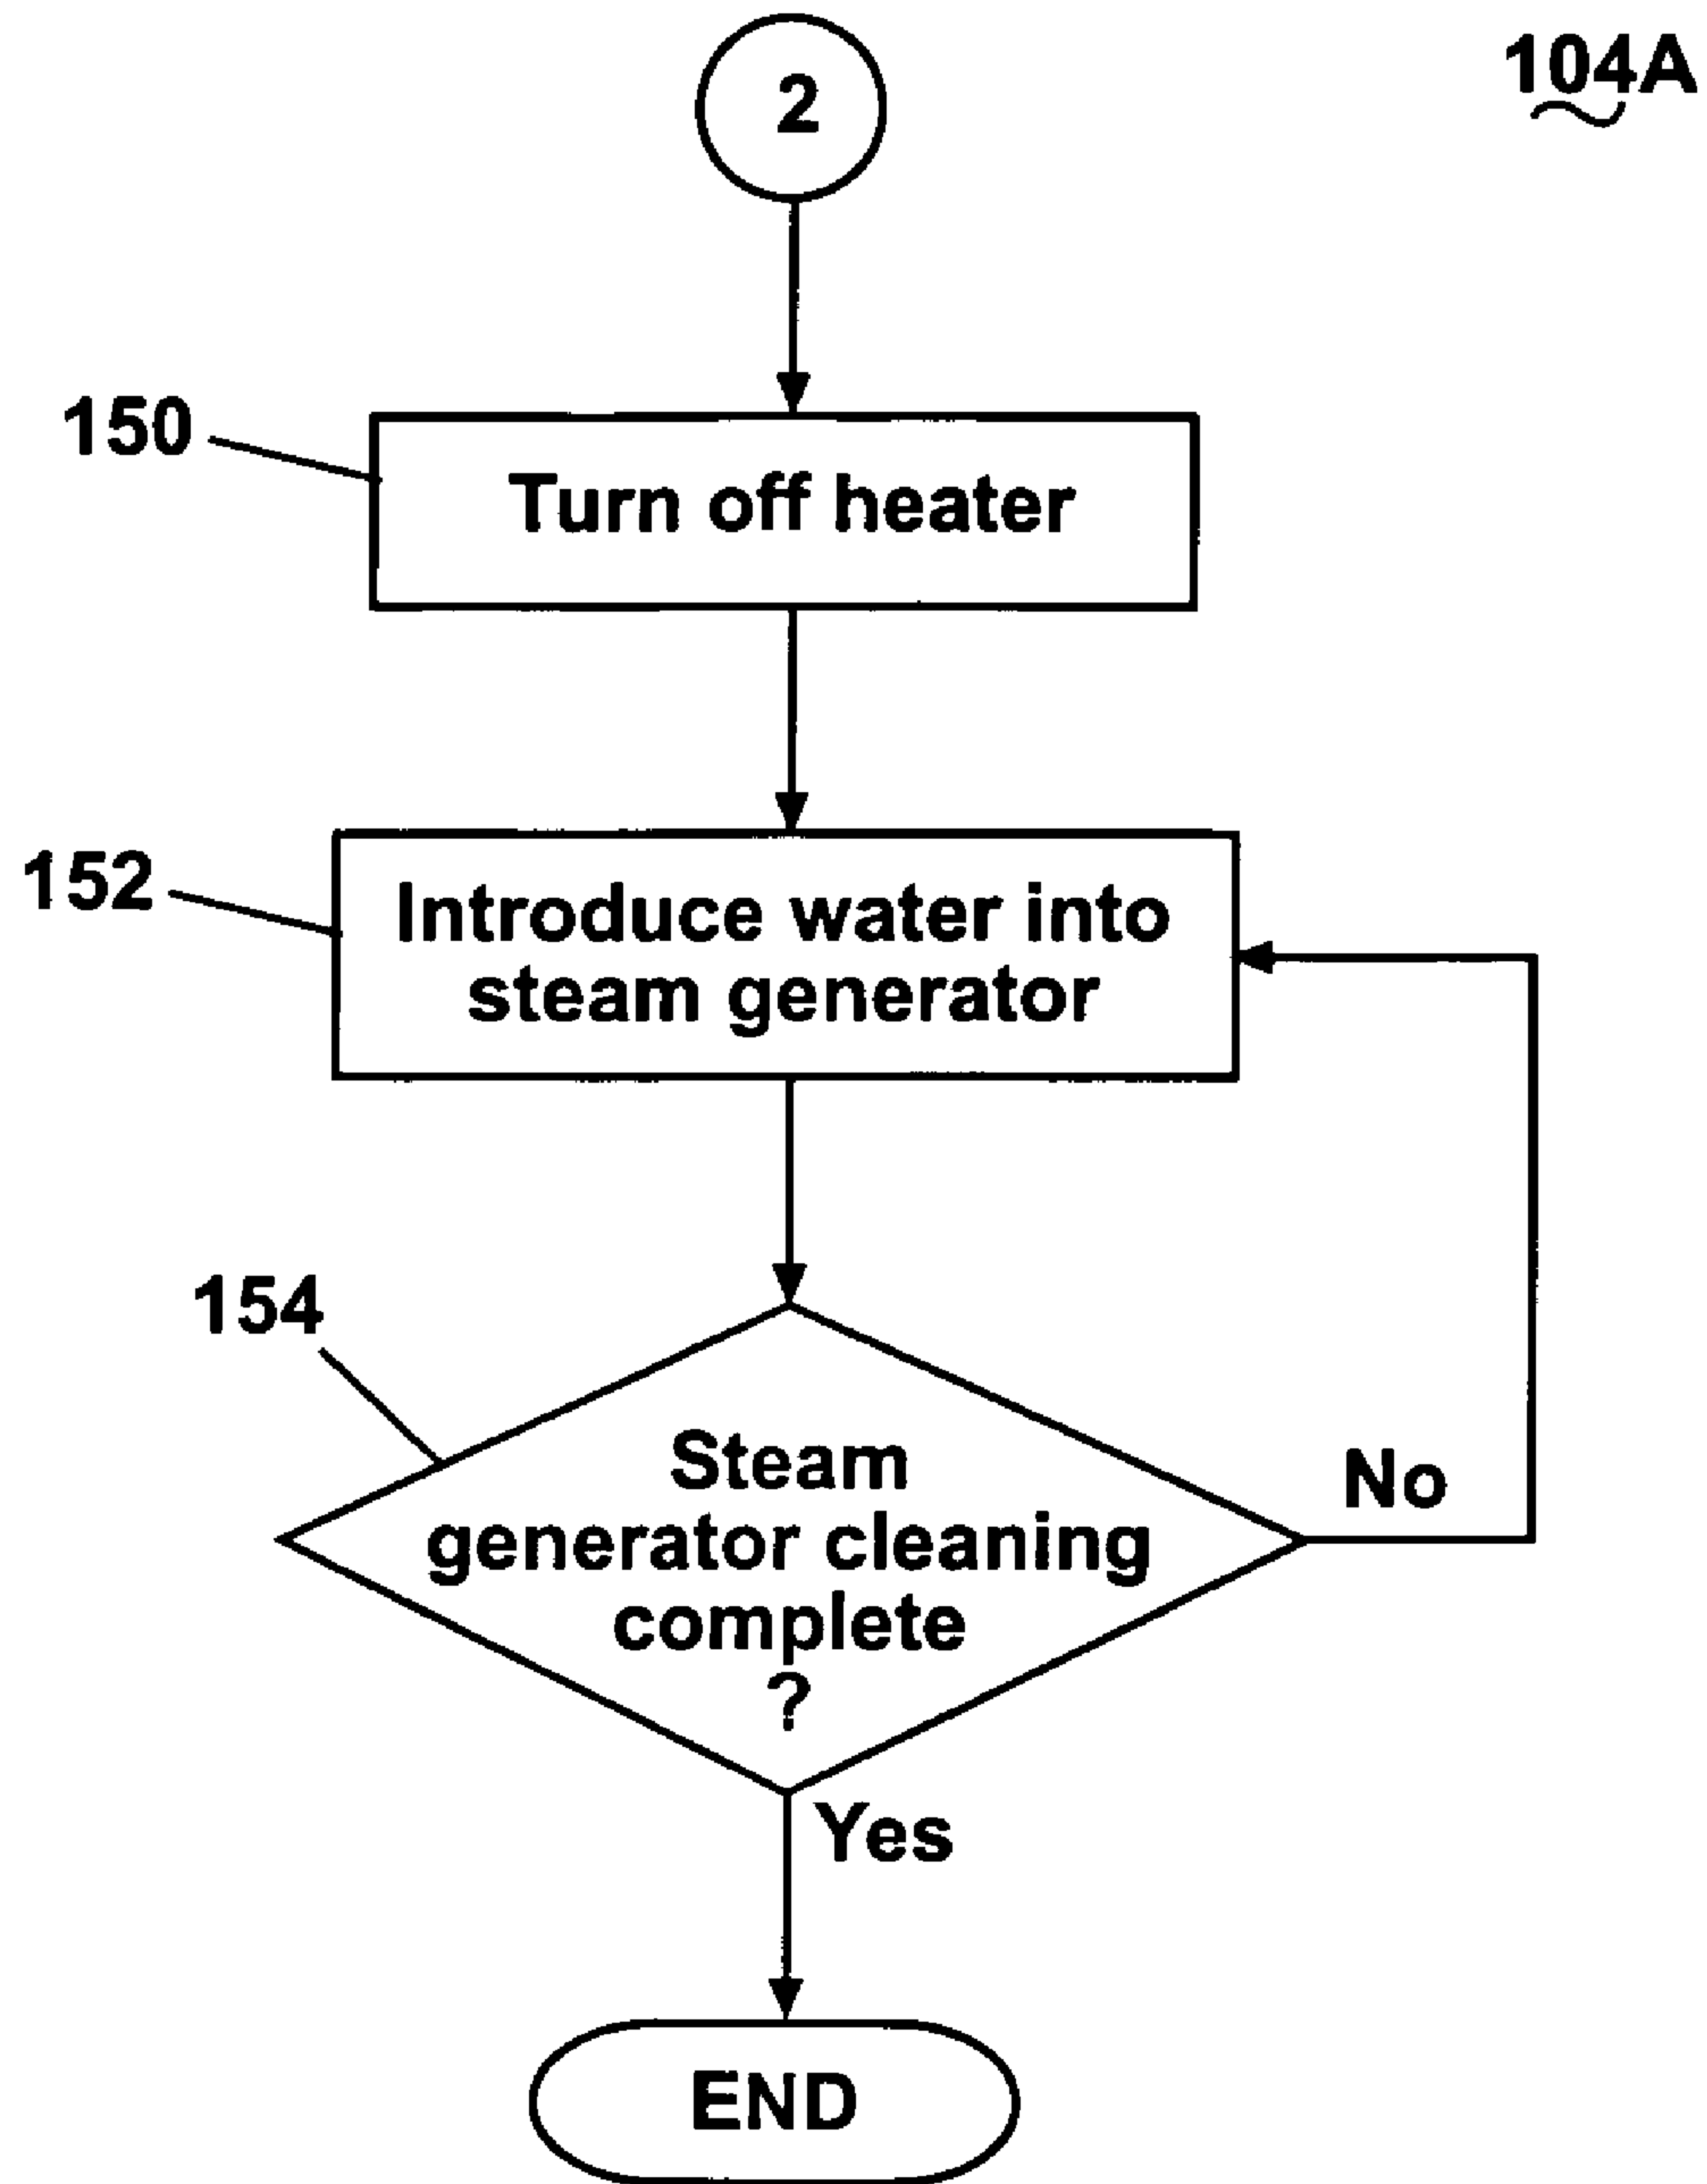 2
104A
150
Turn off heater
152
Introduce water into
steam generator
154
Steam
generator cleaning
complete
?
No
Yes
END